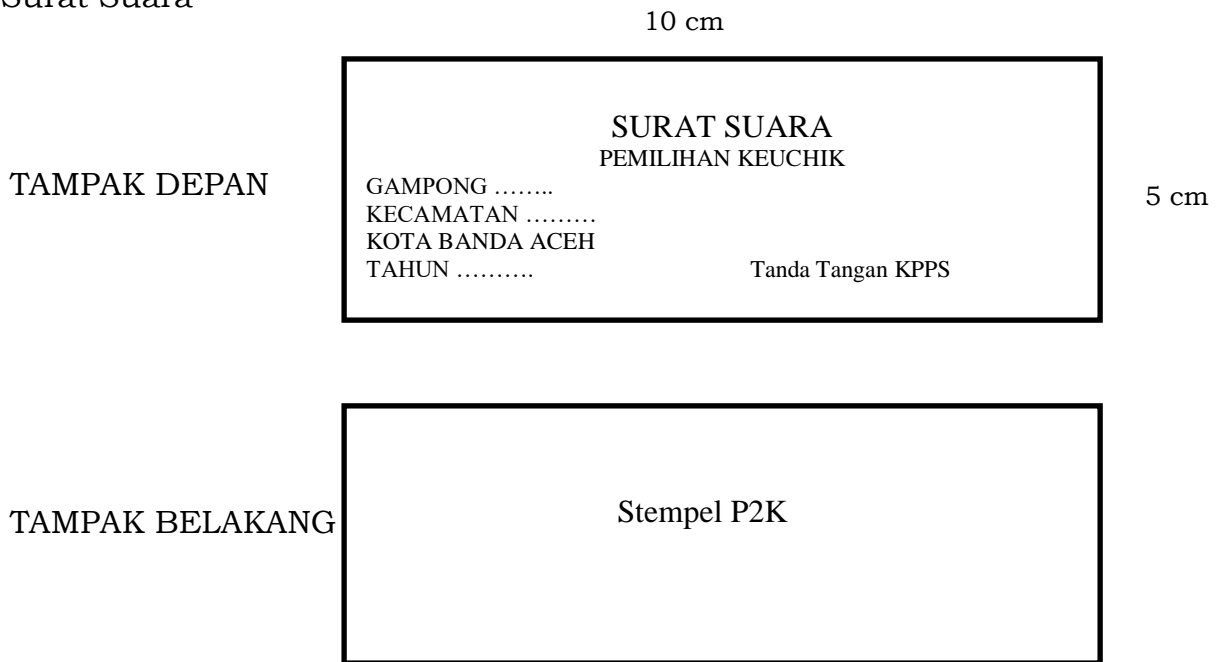 Surat Suara
10 cm
SURAT SUARA
PEMILIHAN KEUCHIK
TAMPAK DEPAN
GAMPONG ……..
KECAMATAN ………
KOTA BANDA ACEH
TAHUN ………. Tanda Tangan KPPS
5 cm
Stempel P2K
TAMPAK BELAKANG